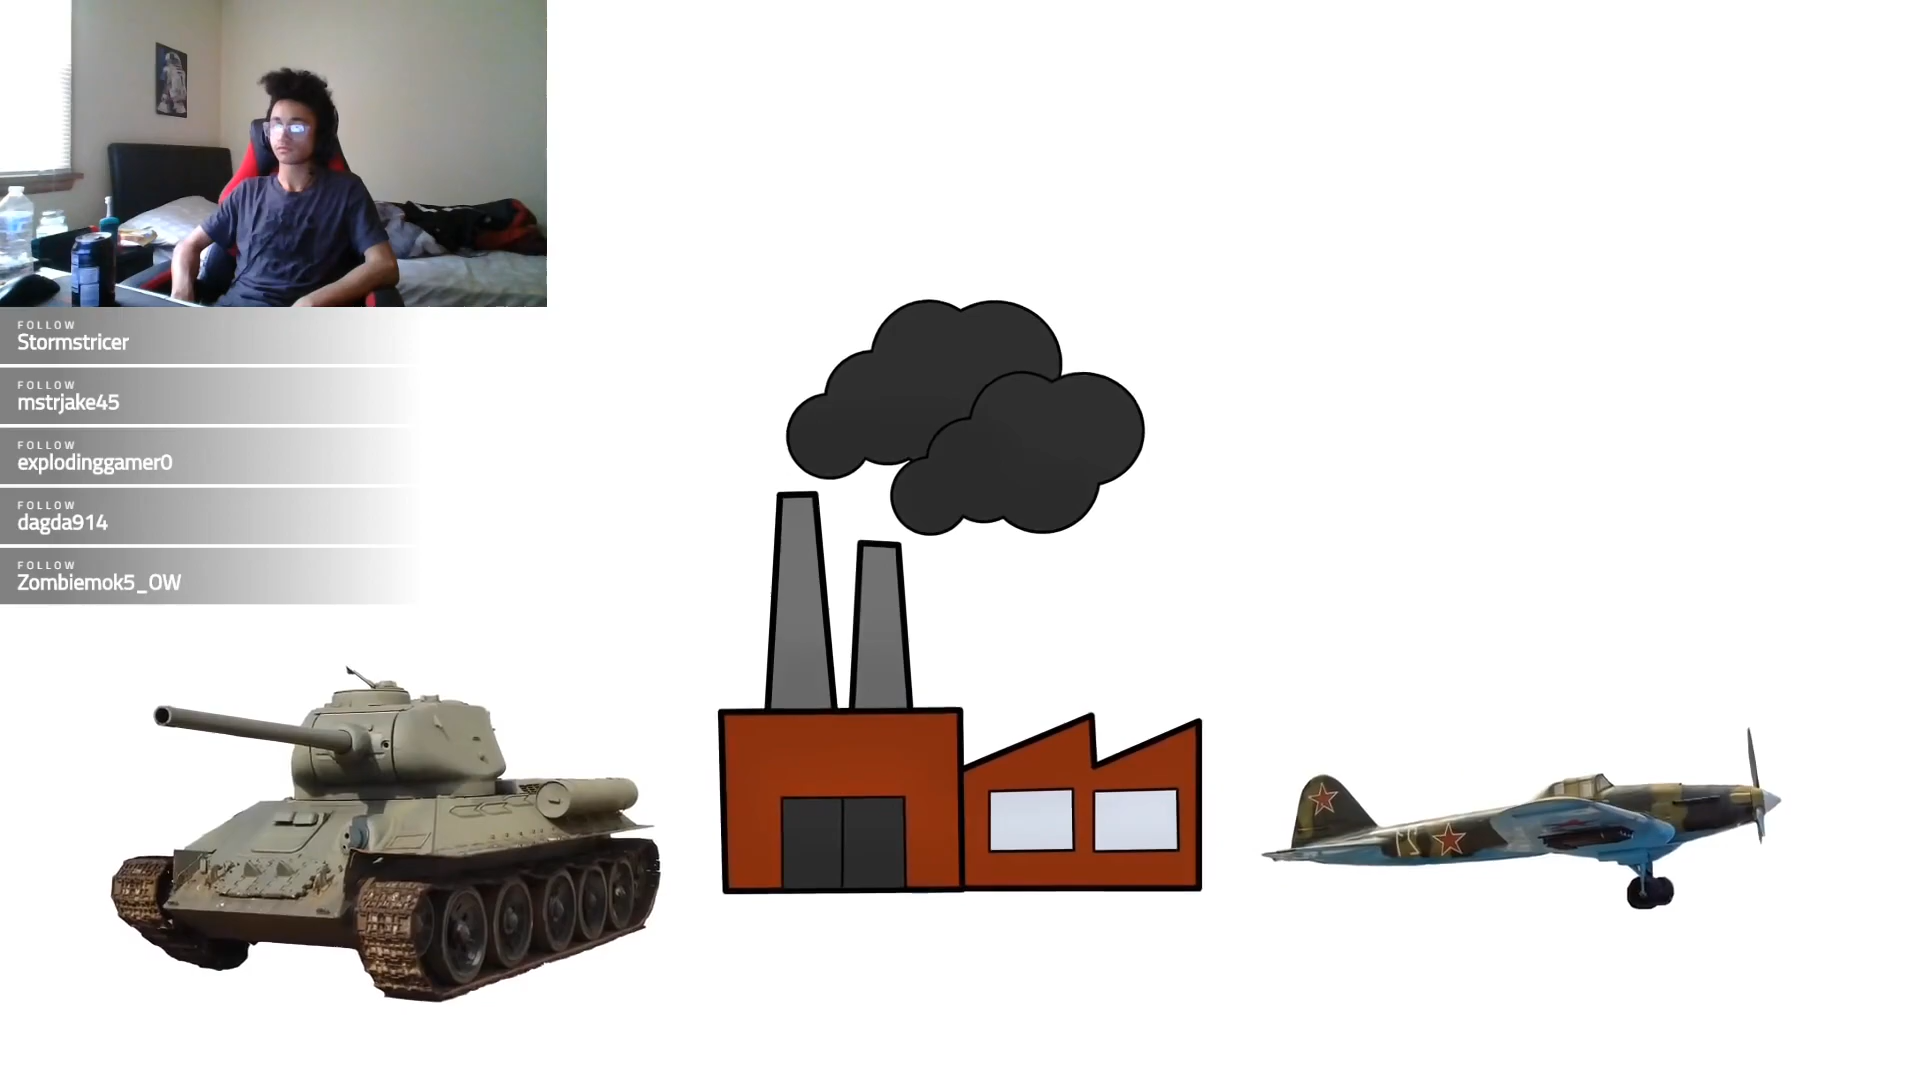 FOLLOW
Stormstricer
FOLLOW
mstrjake45
FOLLOW
explodinggamer0
FOLLOW
dagda914
FOLLOW
Zombiemok5_OW